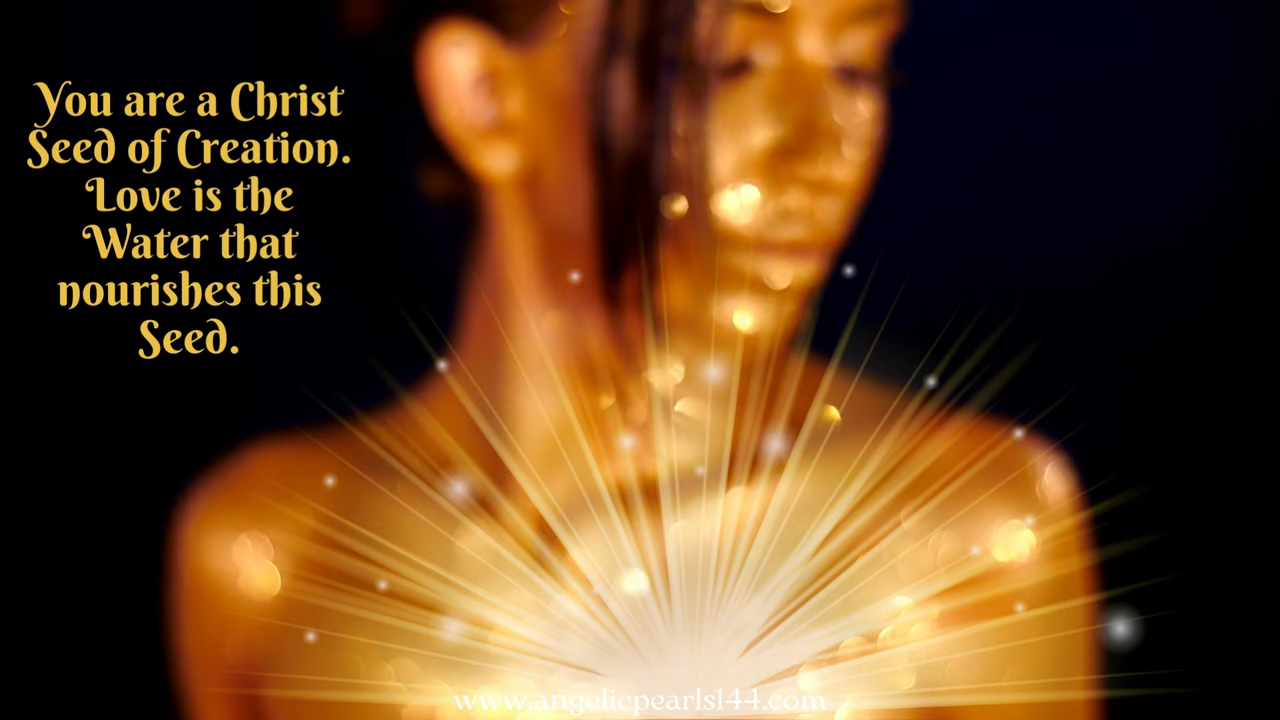 You are a Christ
Seed of Creation.
Love is the
Water that
nourishes this
Seed.
www.angelicpearls144.com